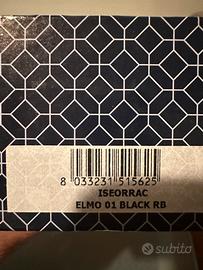 8 033231 515625
ISEORRAC
ELMO 01 BLACK RB
subito